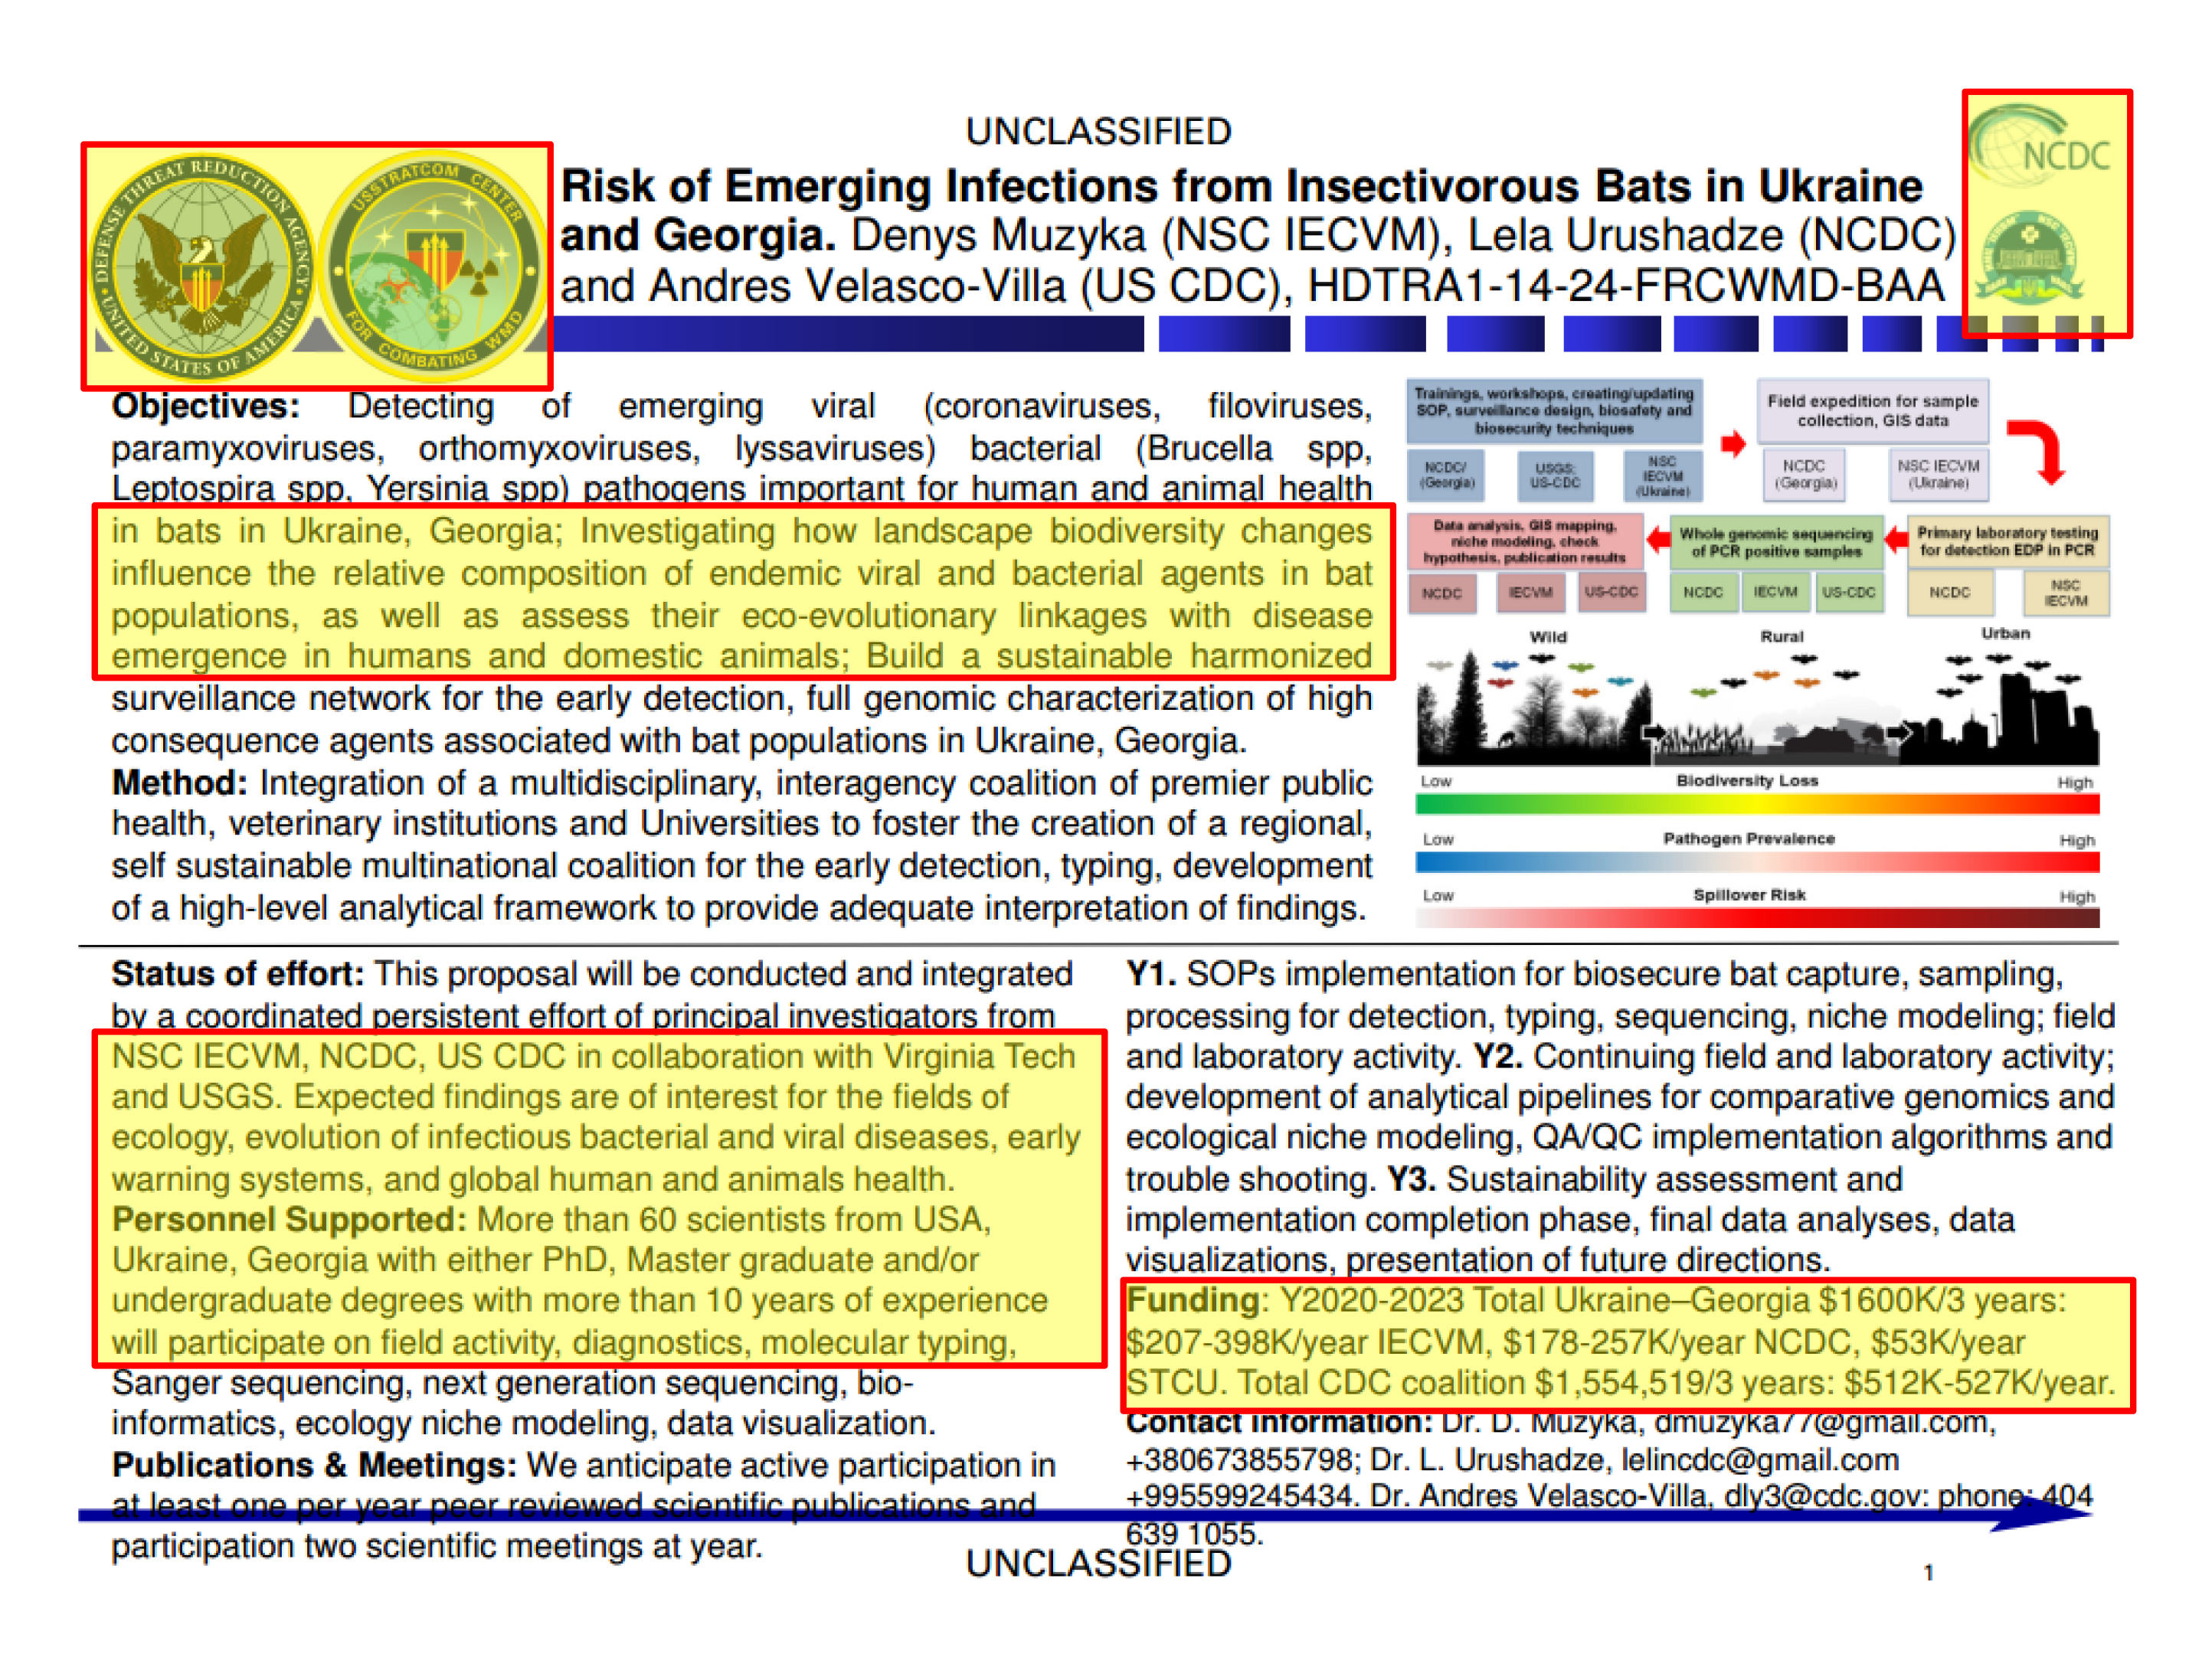 UNCLASSIFIED
DEFENSE THREAT REDUCTION AGENCY
UNITED STATES OF AMERICA
USSTRATCOM CENTER
FOR COMBATING WMD
NCDC
Risk of Emerging Infections from Insectivorous Bats in Ukraine
and Georgia. Denys Muzyka (NSC IECVM), Lela Urushadze (NCDC)
and Andres Velasco-Villa (US CDC), HDTRA1-14-24-FRCWMD-BAA
Objectives: Detecting of emerging viral (coronaviruses, filoviruses,
paramyxoviruses, orthomyxoviruses, lyssaviruses) bacterial (Brucella spp,
Leptospira spp, Yersinia spp) pathogens important for human and animal health
in bats in Ukraine, Georgia; Investigating how landscape biodiversity changes
influence the relative composition of endemic viral and bacterial agents in bat
populations, as well as assess their eco-evolutionary linkages with disease
emergence in humans and domestic animals; Build a sustainable harmonized
surveillance network for the early detection, full genomic characterization of high
consequence agents associated with bat populations in Ukraine, Georgia.
Method: Integration of a multidisciplinary, interagency coalition of premier public
health, veterinary institutions and Universities to foster the creation of a regional,
self sustainable multinational coalition for the early detection, typing, development
of a high-level analytical framework to provide adequate interpretation of findings.
Trainings, workshops, creating/updating
SOP, surveillance design, biosafety and
biosecurity techniques
NCDC/
(Georgia)
USGS;
US-CDC
NSC
IECVM
(Ukraine)
Field expedition for sample
collection, GIS data
NCDC
(Georgia)
NSC IECVM
(Ukraine)
Data analysis, GIS mapping,
niche modeling, check
hypothesis, publication results
NCDC
IECVM
US-CDC
Whole genomic sequencing
of PCR positive samples
NCDC
IECVM
US-CDC
Primary laboratory testing
for detection EDP in PCR
NCDC
NSC
IECVM
Wild
Rural
Urban
Low Biodiversity Loss High
Low Pathogen Prevalence High
Low Spillover Risk High
Status of effort: This proposal will be conducted and integrated
by a coordinated persistent effort of principal investigators from
NSC IECVM, NCDC, US CDC in collaboration with Virginia Tech
and USGS. Expected findings are of interest for the fields of
ecology, evolution of infectious bacterial and viral diseases, early
warning systems, and global human and animals health.
Personnel Supported: More than 60 scientists from USA,
Ukraine, Georgia with either PhD, Master graduate and/or
undergraduate degrees with more than 10 years of experience
will participate on field activity, diagnostics, molecular typing,
Sanger sequencing, next generation sequencing, bio-
informatics, ecology niche modeling, data visualization.
Publications & Meetings: We anticipate active participation in
at least one per year peer reviewed scientific publications and
participation two scientific meetings at year.
Y1. SOPs implementation for biosecure bat capture, sampling,
processing for detection, typing, sequencing, niche modeling; field
and laboratory activity. Y2. Continuing field and laboratory activity;
development of analytical pipelines for comparative genomics and
ecological niche modeling, QA/QC implementation algorithms and
trouble shooting. Y3. Sustainability assessment and
implementation completion phase, final data analyses, data
visualizations, presentation of future directions.
Funding: Y2020-2023 Total Ukraine–Georgia $1600K/3 years:
$207-398K/year IECVM, $178-257K/year NCDC, $53K/year
STCU. Total CDC coalition $1,554,519/3 years: $512K-527K/year.
Contact information: Dr. D. Muzyka, dmuzyka77@gmail.com,
+380673855798; Dr. L. Urushadze, lelincdc@gmail.com
+995599245434. Dr. Andres Velasco-Villa, dly3@cdc.gov: phone: 404
639 1055.
UNCLASSIFIED
1